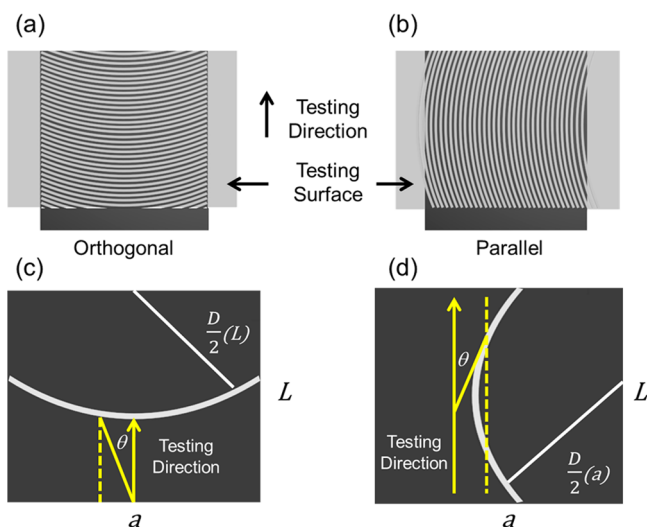 (a)
(b)
Testing
Direction
Testing
Surface
Orthogonal
Parallel
(c)
(d)
D/2 (L)
L
θ
Testing
Direction
a
θ
L
Testing
Direction
D/2 (a)
a